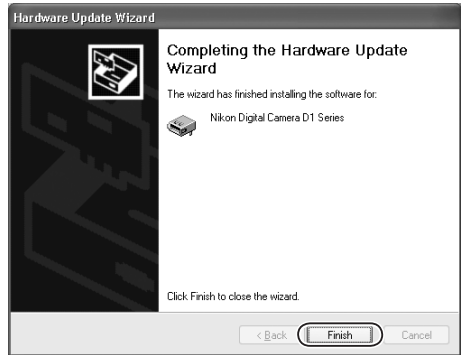 Hardware Update Wizard
Completing the Hardware Update
Wizard
The wizard has finished installing the software for:
Nikon Digital Camera D1 Series
Click Finish to close the wizard.
< Back
Finish
Cancel